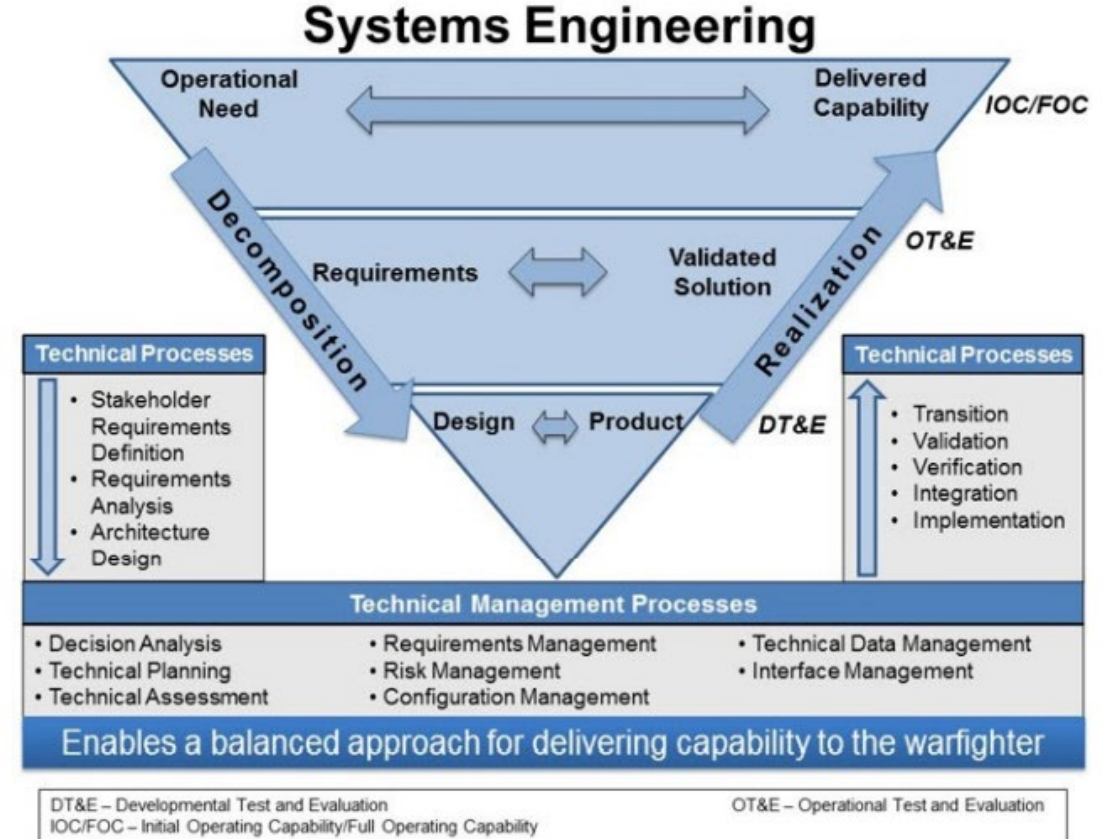 Systems Engineering
Operational
Need
Delivered
Capability
IOC/FOC
Decomposition
Realization
OT&E
Requirements
Validated
Solution
Design
Product
DT&E
Technical Processes
• Stakeholder
Requirements
Definition
• Requirements
Analysis
• Architecture
Design
Technical Processes
• Transition
• Validation
• Verification
• Integration
• Implementation
Technical Management Processes
• Decision Analysis
• Technical Planning
• Technical Assessment
• Requirements Management
• Risk Management
• Configuration Management
• Technical Data Management
• Interface Management
Enables a balanced approach for delivering capability to the warfighter
DT&E – Developmental Test and Evaluation
OT&E – Operational Test and Evaluation
IOC/FOC – Initial Operating Capability/Full Operating Capability